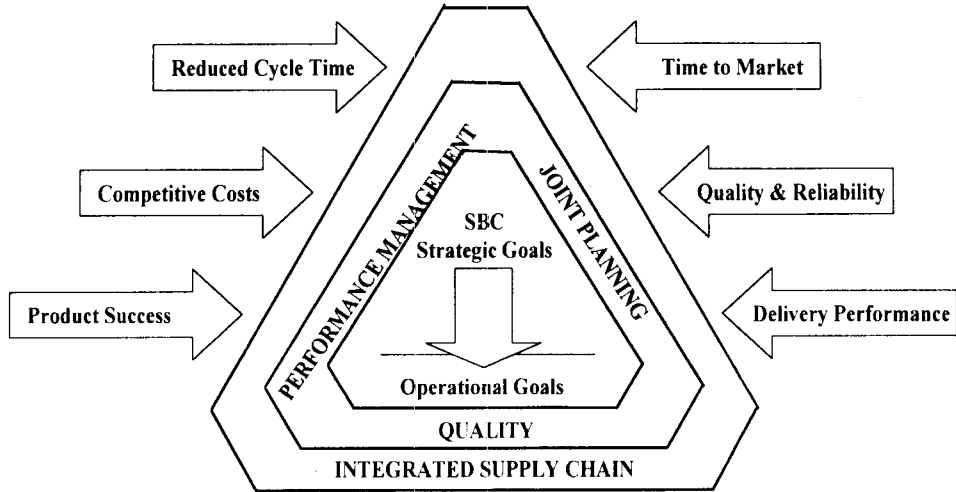 Reduced Cycle Time
Time to Market
Competitive Costs
Quality & Reliability
Product Success
Delivery Performance
PERFORMANCE MANAGEMENT
JOINT PLANNING
SBC
Strategic Goals
Operational Goals
QUALITY
INTEGRATED SUPPLY CHAIN